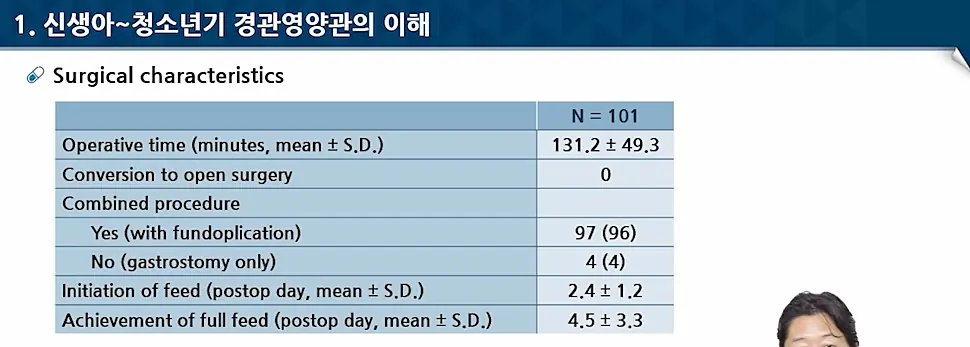 1. 신생아~청소년기 경관영양관의 이해
Surgical characteristics
N = 101
Operative time (minutes, mean ± S.D.) 131.2 ± 49.3
Conversion to open surgery 0
Combined procedure
Yes (with fundoplication) 97 (96)
No (gastrostomy only) 4 (4)
Initiation of feed (postop day, mean ± S.D.) 2.4 ± 1.2
Achievement of full feed (postop day, mean ± S.D.) 4.5 ± 3.3